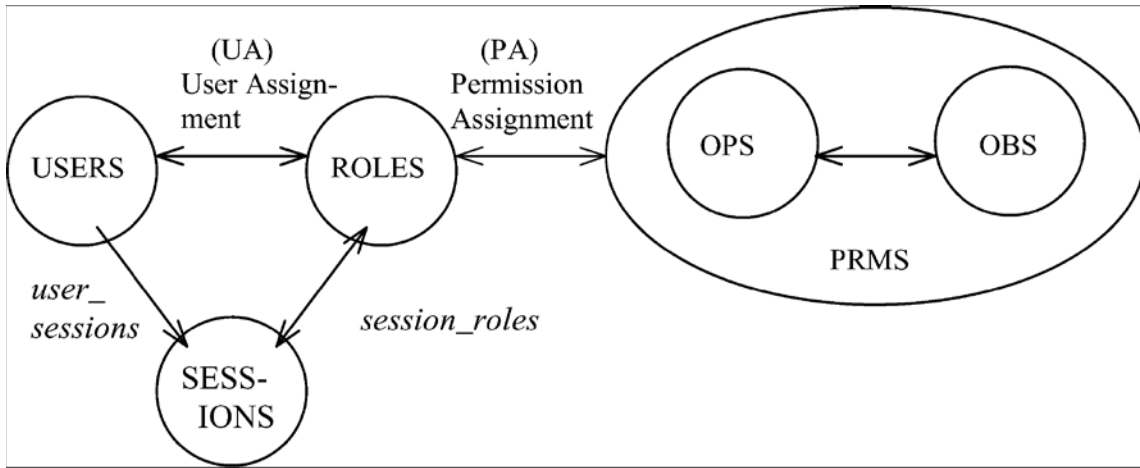 (UA)
User Assign-
ment
(PA)
Permission
Assignment
USERS
ROLES
OPS
OBS
PRMS
user_
sessions
session_roles
SESS-
IONS